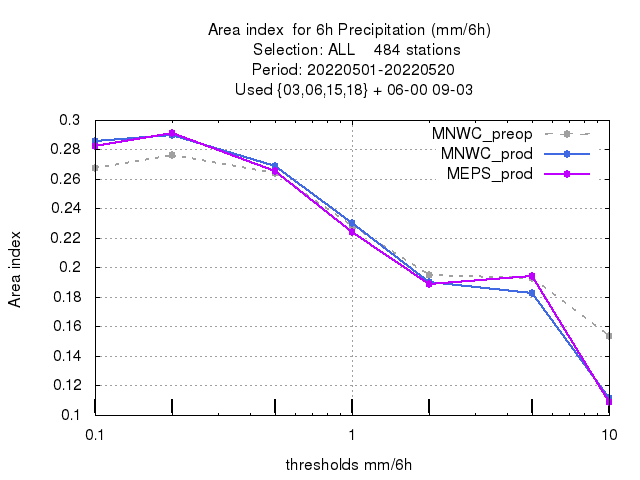 Area index for 6h Precipitation (mm/6h)
Selection: ALL 484 stations
Period: 20220501-20220520
Used {03,06,15,18} + 06-00 09-03
MNWC_preop
MNWC_prod
MEPS_prod
0.3
0.28
0.26
0.24
0.22
0.2
0.18
0.16
0.14
0.12
0.1
Area index
0.1 1 10
thresholds mm/6h